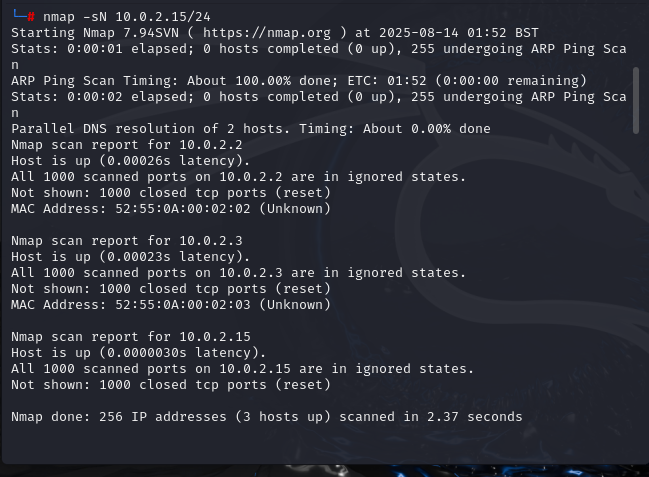 └─# nmap -sN 10.0.2.15/24
Starting Nmap 7.94SVN ( https://nmap.org ) at 2025-08-14 01:52 BST
Stats: 0:00:01 elapsed; 0 hosts completed (0 up), 255 undergoing ARP Ping Sca
n
ARP Ping Scan Timing: About 100.00% done; ETC: 01:52 (0:00:00 remaining)
Stats: 0:00:02 elapsed; 0 hosts completed (0 up), 255 undergoing ARP Ping Sca
n
Parallel DNS resolution of 2 hosts. Timing: About 0.00% done
Nmap scan report for 10.0.2.2
Host is up (0.00026s latency).
All 1000 scanned ports on 10.0.2.2 are in ignored states.
Not shown: 1000 closed tcp ports (reset)
MAC Address: 52:55:0A:00:02:02 (Unknown)

Nmap scan report for 10.0.2.3
Host is up (0.00023s latency).
All 1000 scanned ports on 10.0.2.3 are in ignored states.
Not shown: 1000 closed tcp ports (reset)
MAC Address: 52:55:0A:00:02:03 (Unknown)

Nmap scan report for 10.0.2.15
Host is up (0.0000030s latency).
All 1000 scanned ports on 10.0.2.15 are in ignored states.
Not shown: 1000 closed tcp ports (reset)

Nmap done: 256 IP addresses (3 hosts up) scanned in 2.37 seconds